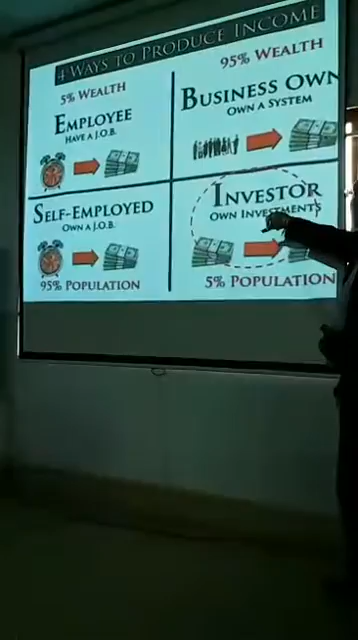 4 WAYS TO PRODUCE INCOME
5% WEALTH
EMPLOYEE
HAVE A J.O.B.
95% WEALTH
BUSINESS OWN
OWN A SYSTEM
SELF-EMPLOYED
OWN A J.O.B.
95% POPULATION
INVESTOR
OWN INVESTMENTS
5% POPULATION